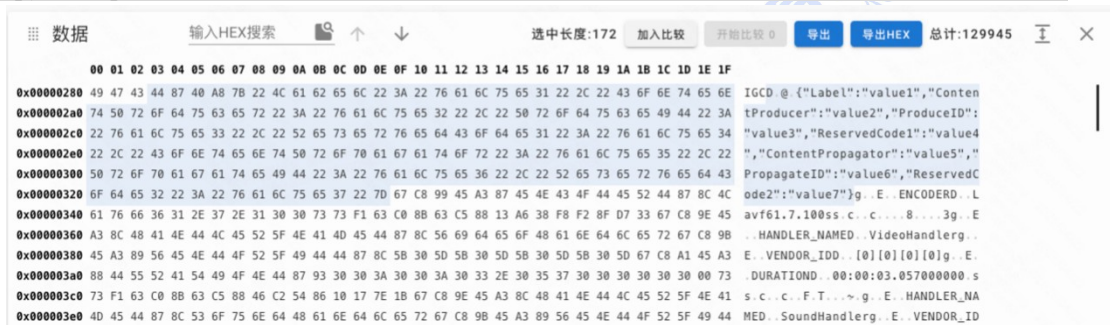 数据 输入HEX搜索 选中长度:172 加入比较 开始比较 0 导出 导出HEX 总计:129945
00 01 02 03 04 05 06 07 08 09 0A 0B 0C 0D 0E 0F 10 11 12 13 14 15 16 17 18 19 1A 1B 1C 1D 1E 1F
0x00000280 49 47 43 44 87 40 A8 7B 22 4C 61 62 65 6C 22 3A 22 76 61 6C 75 65 31 22 2C 22 43 6F 6E 74 65 6E IGCD.@.{"Label":"value1","Conten
0x000002a0 74 50 72 6F 64 75 63 65 72 22 3A 22 76 61 6C 75 65 32 22 2C 22 50 72 6F 64 75 63 65 49 44 22 3A tProducer":"value2","ProduceID":
0x000002c0 22 76 61 6C 75 65 33 22 2C 22 52 65 73 65 72 76 65 64 43 6F 64 65 31 22 3A 22 76 61 6C 75 65 34 "value3","ReservedCode1":"value4
0x000002e0 22 2C 22 43 6F 6E 74 65 6E 74 50 72 6F 70 61 67 61 74 6F 72 22 3A 22 76 61 6C 75 65 35 22 2C 22 ","ContentPropagator":"value5","
0x00000300 50 72 6F 70 61 67 61 74 65 49 44 22 3A 22 76 61 6C 75 65 36 22 2C 22 52 65 73 65 72 76 65 64 43 PropagateID":"value6","ReservedC
0x00000320 6F 64 65 32 22 3A 22 76 61 6C 75 65 37 22 7D 67 C8 99 45 A3 87 45 4E 43 4F 44 45 52 44 87 8C 4C ode2":"value7"}g..E..ENCODERD..L
0x00000340 61 76 66 36 31 2E 37 2E 31 30 30 73 73 F1 63 C0 8B 63 C5 88 13 A6 38 F8 F2 8F D7 33 67 C8 9E 45 avf61.7.100ss.c..c....8....3g..E
0x00000360 A3 8C 48 41 4E 44 4C 45 52 5F 4E 41 4D 45 44 87 8C 56 69 64 65 6F 48 61 6E 64 6C 65 72 67 C8 9B ..HANDLER_NAMED..VideoHandlerg..
0x00000380 45 A3 89 56 45 4E 44 4F 52 5F 49 44 44 87 8C 5B 30 5D 5B 30 5D 5B 30 5D 5B 30 5D 67 C8 A1 45 A3 E..VENDOR_IDD..[0][0][0][0]g..E.
0x000003a0 88 44 55 52 41 54 49 4F 4E 44 87 93 30 30 3A 30 30 3A 30 33 2E 30 35 37 30 30 30 30 30 30 00 73 .DURATIOND..00:00:03.057000000.s
0x000003c0 73 F1 63 C0 8B 63 C5 88 46 C2 54 86 10 17 7E 1B 67 C8 9E 45 A3 8C 48 41 4E 44 4C 45 52 5F 4E 41 s.c..c..F.T...~.g..E..HANDLER_NA
0x000003e0 4D 45 44 87 8C 53 6F 75 6E 64 48 61 6E 64 6C 65 72 67 C8 9B 45 A3 89 56 45 4E 44 4F 52 5F 49 44 MED..SoundHandlerg..E..VENDOR_ID